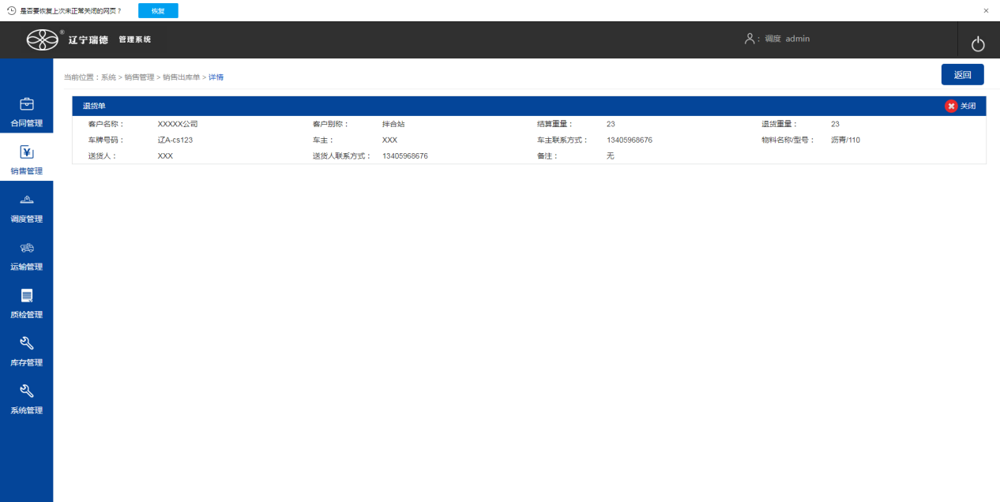 是否要恢复上次未正常关闭的网页？ 恢复 ×
® 辽宁瑞德 管理系统 ：调度 admin
当前位置：系统 > 销售管理 > 销售出库单 > 详情 返回
退货单 关闭
客户名称： XXXXX公司 客户别称： 拌合站 结算重量： 23 退货重量： 23
车牌号码： 辽A-cs123 车主： XXX 车主联系方式： 13405968676 物料名称/型号： 沥青/110
送货人： XXX 送货人联系方式： 13405968676 备注： 无
合同管理
销售管理
调度管理
运输管理
质检管理
库存管理
系统管理